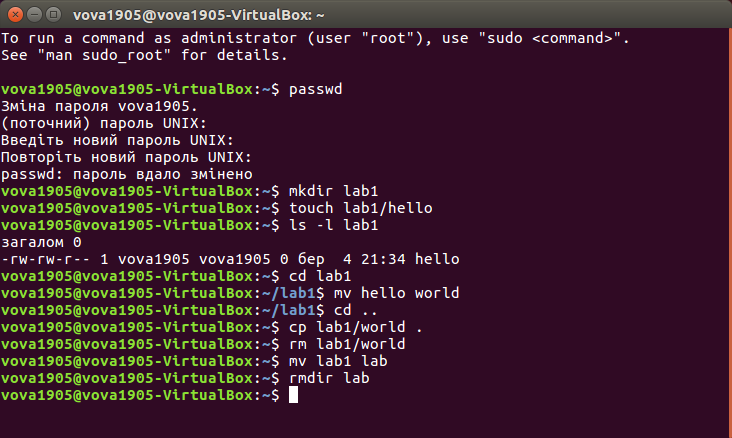 vova1905@vova1905-VirtualBox: ~
To run a command as administrator (user "root"), use "sudo <command>".
See "man sudo_root" for details.
vova1905@vova1905-VirtualBox:~$ passwd
Зміна пароля vova1905.
(поточний) пароль UNIX:
Введіть новий пароль UNIX:
Повторіть новий пароль UNIX:
passwd: пароль вдало змінено
vova1905@vova1905-VirtualBox:~$ mkdir lab1
vova1905@vova1905-VirtualBox:~$ touch lab1/hello
vova1905@vova1905-VirtualBox:~$ ls -l lab1
загалом 0
-rw-rw-r-- 1 vova1905 vova1905 0 бер  4 21:34 hello
vova1905@vova1905-VirtualBox:~$ cd lab1
vova1905@vova1905-VirtualBox:~/lab1$ mv hello world
vova1905@vova1905-VirtualBox:~/lab1$ cd ..
vova1905@vova1905-VirtualBox:~$ cp lab1/world .
vova1905@vova1905-VirtualBox:~$ rm lab1/world
vova1905@vova1905-VirtualBox:~$ mv lab1 lab
vova1905@vova1905-VirtualBox:~$ rmdir lab
vova1905@vova1905-VirtualBox:~$